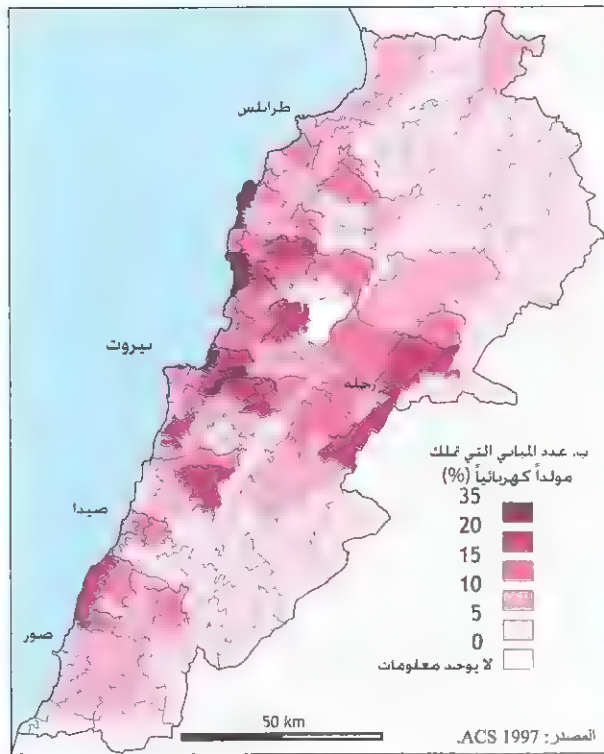 طرابلس
بيروت
زحله
صيدا
صور
ب. عدد المباني التي تملك
مولداً كهربائياً (%)
35
20
15
10
5
0
لا يوجد معلومات
50 km
المصدر: ACS 1997.